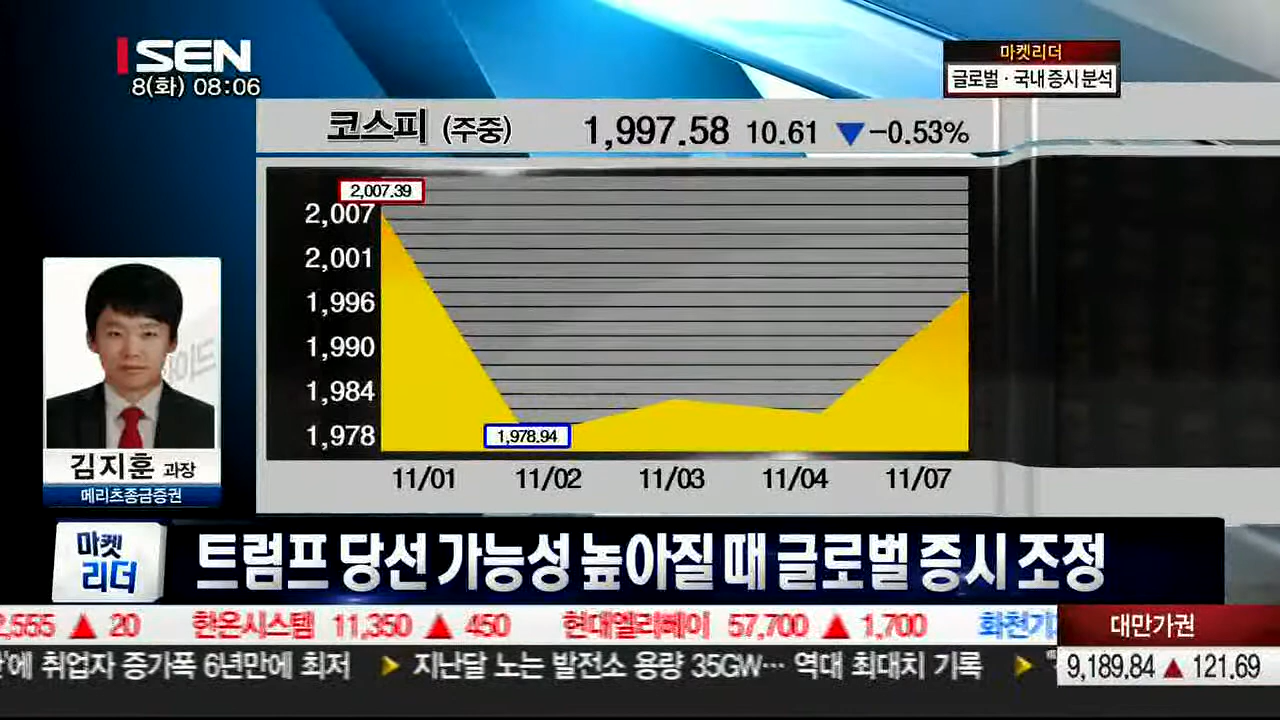 SEN
8(화) 08:06
마켓리더
글로벌·국내 증시 분석
코스피 (주중) 1,997.58 10.61 ▼-0.53%
2,007.39
2,007
2,001
1,996
1,990
1,984
1,978
1,978.94
11/01 11/02 11/03 11/04 11/07
김지훈 과장
메리츠종금증권
마켓
리더
트럼프 당선 가능성 높아질 때 글로벌 증시 조정
2,555 ▲ 20 한온시스템 11,350 ▲ 450 현대엘리베이 57,700 ▲ 1,700 화천기
대만가권
'에 취업자 증가폭 6년만에 최저 ▶ 지난달 노는 발전소 용량 35GW… 역대 최대치 기록 ▶
9,189.84 ▲ 121.69